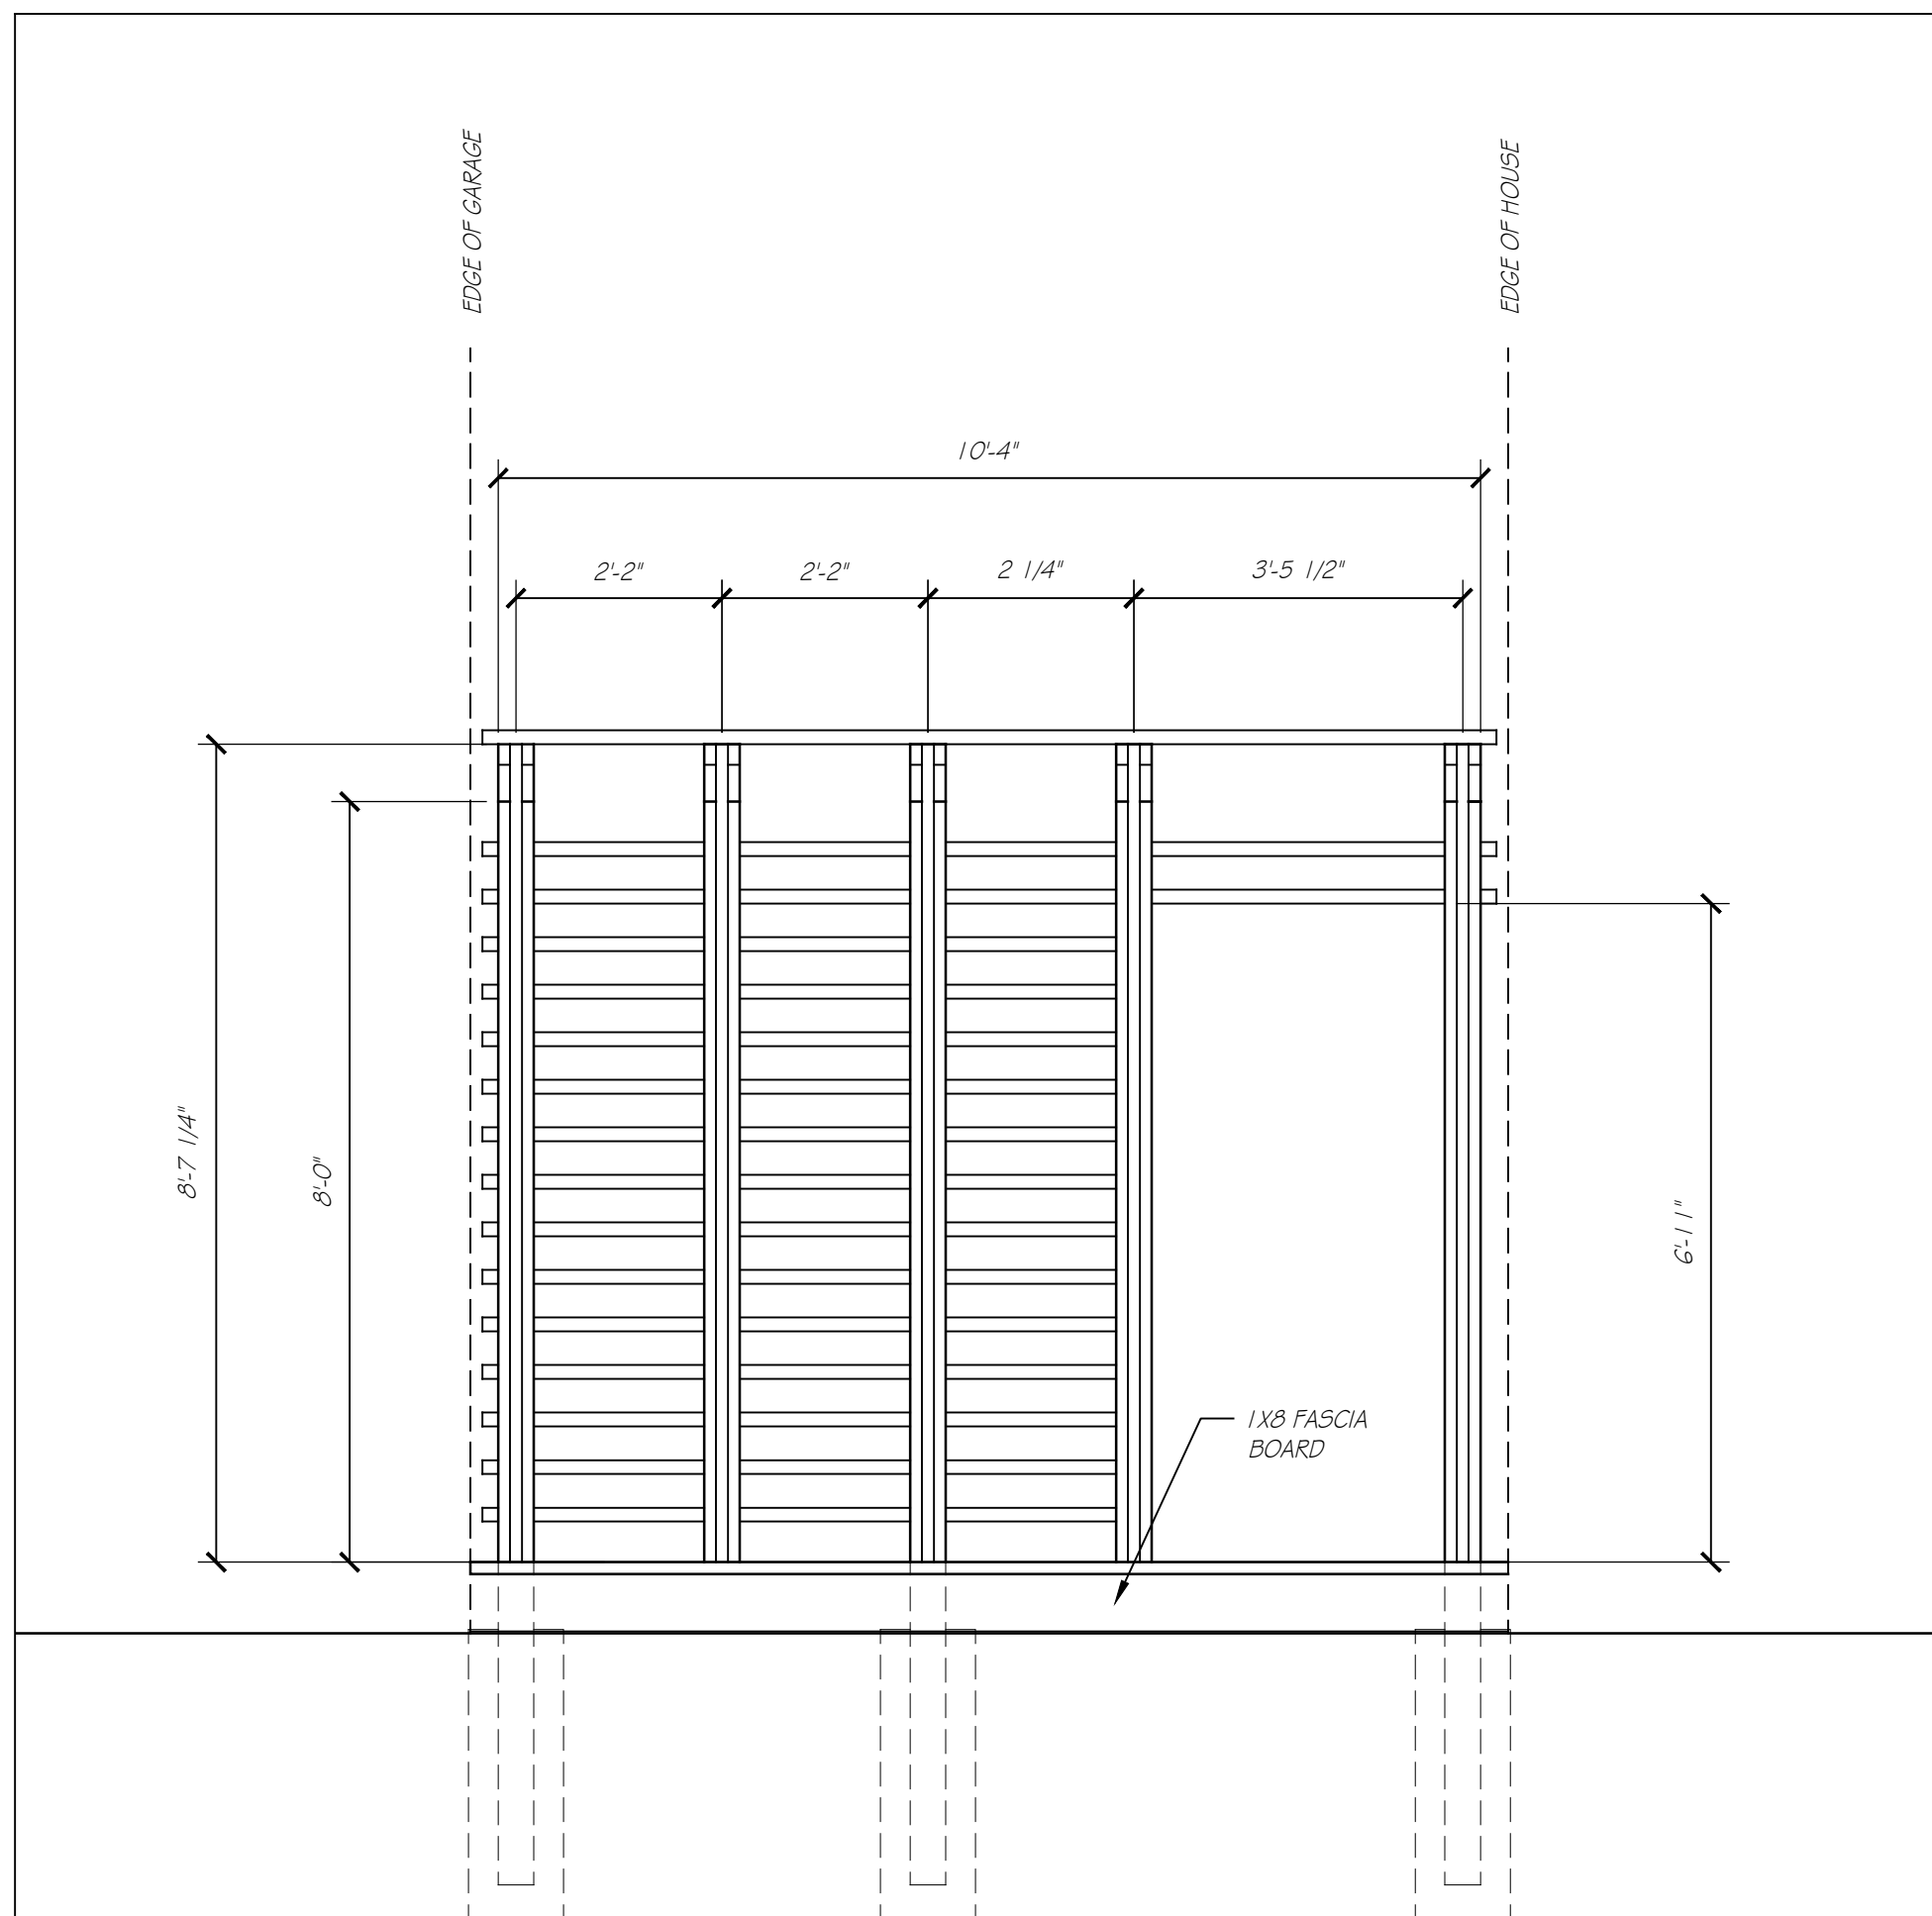 EDGE OF GARAGE
EDGE OF HOUSE
10'-4"
2'-2"
2'-2"
2 1/4"
3'-5 1/2"
8'-7 1/4"
8'-0"
6'-11"
1X8 FASCIA
BOARD